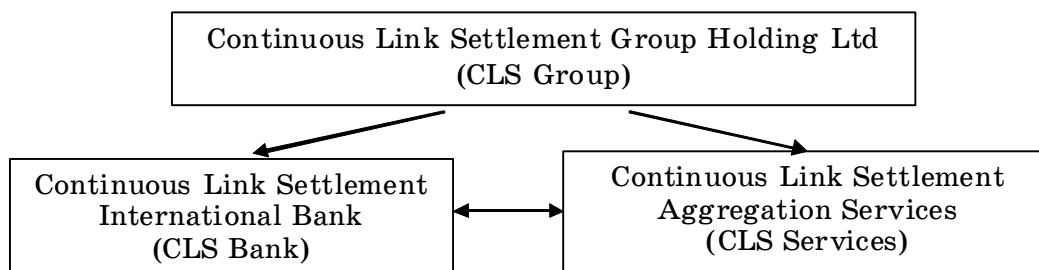 Continuous Link Settlement Group Holding Ltd
(CLS Group)
Continuous Link Settlement
International Bank
(CLS Bank)
Continuous Link Settlement
Aggregation Services
(CLS Services)